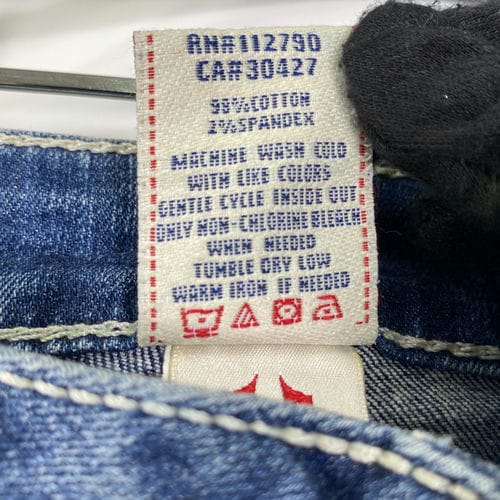 RN#112790
CA#30427
98%COTTON
2%SPANDEX
MACHINE WASH COLD
WITH LIKE COLORS
GENTLE CYCLE INSIDE OUT
ONLY NON-CHLORINE BLEACH
WHEN NEEDED
TUMBLE DRY LOW
WARM IRON IF NEEDED